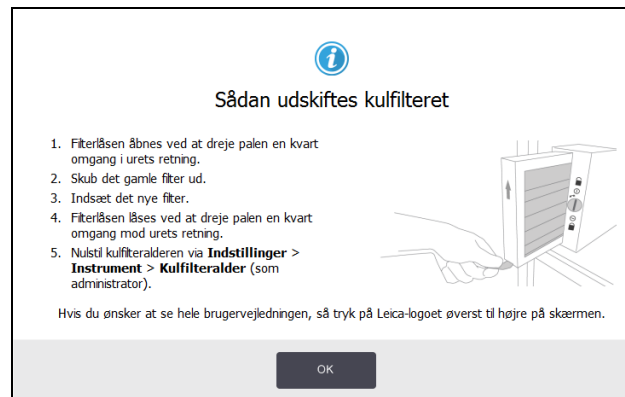 Sådan udskiftes kulfilteret
1. Filterlåsen åbnes ved at dreje palen en kvart
omgang i urets retning.
2. Skub det gamle filter ud.
3. Indsæt det nye filter.
4. Filterlåsen låses ved at dreje palen en kvart
omgang mod urets retning.
5. Nulstil kulfilteralderen via Indstillinger >
Instrument > Kulfilteralder (som
administrator).
Hvis du ønsker at se hele brugervejledningen, så tryk på Leica-logoet øverst til højre på skærmen.
OK